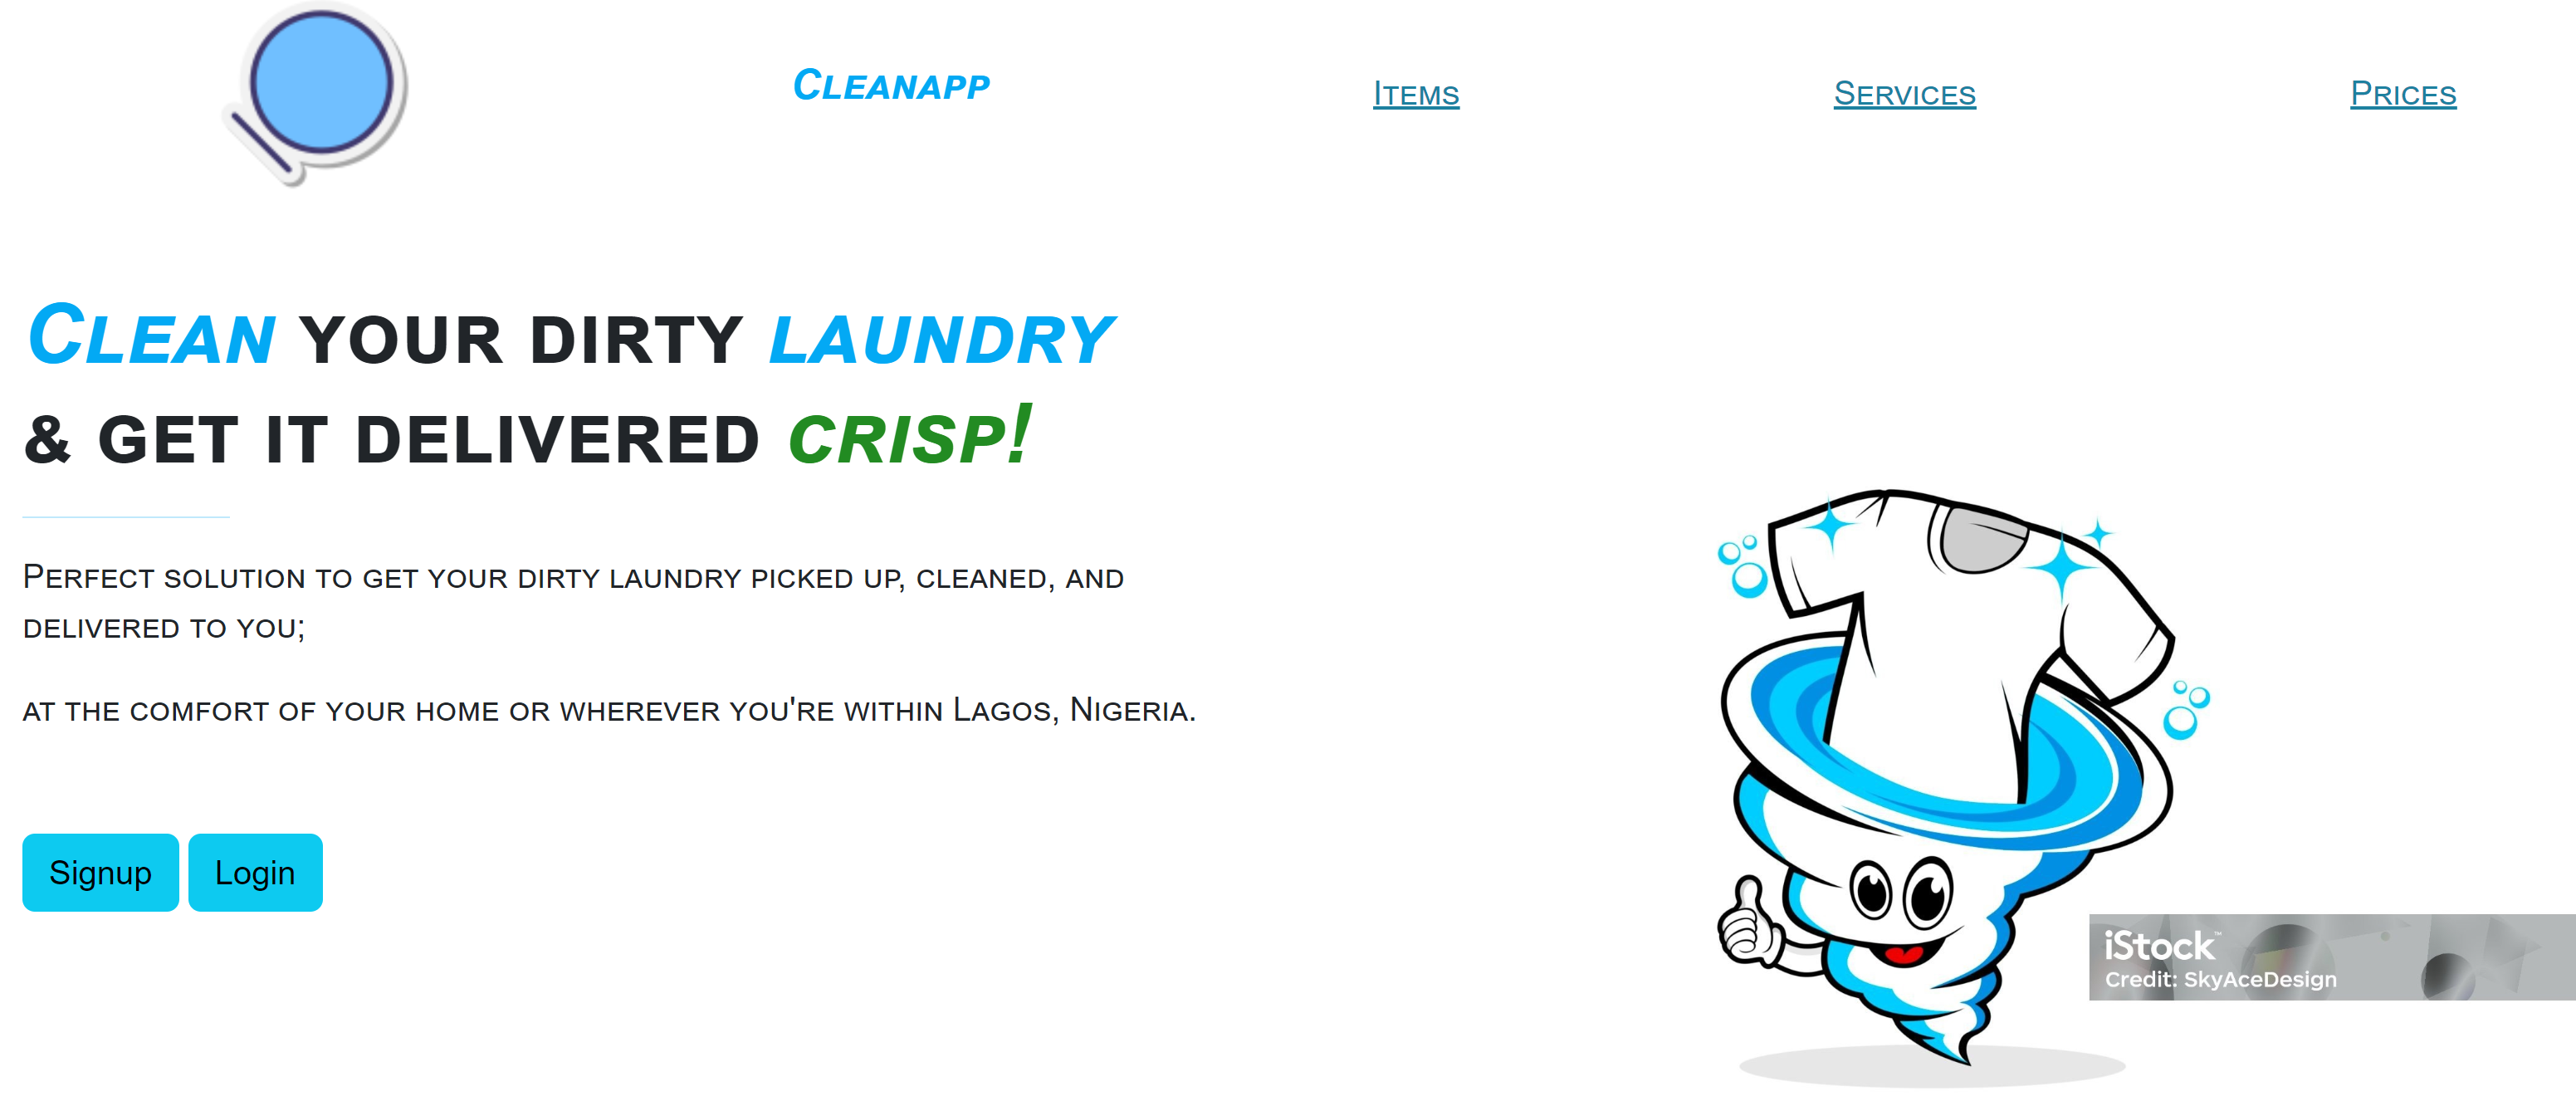 Cleanapp
Items
Services
Prices
Clean your dirty laundry
& get it delivered crisp!
Perfect solution to get your dirty laundry picked up, cleaned, and
delivered to you;
at the comfort of your home or wherever you're within Lagos, Nigeria.
Signup
Login
iStock™
Credit: SkyAceDesign